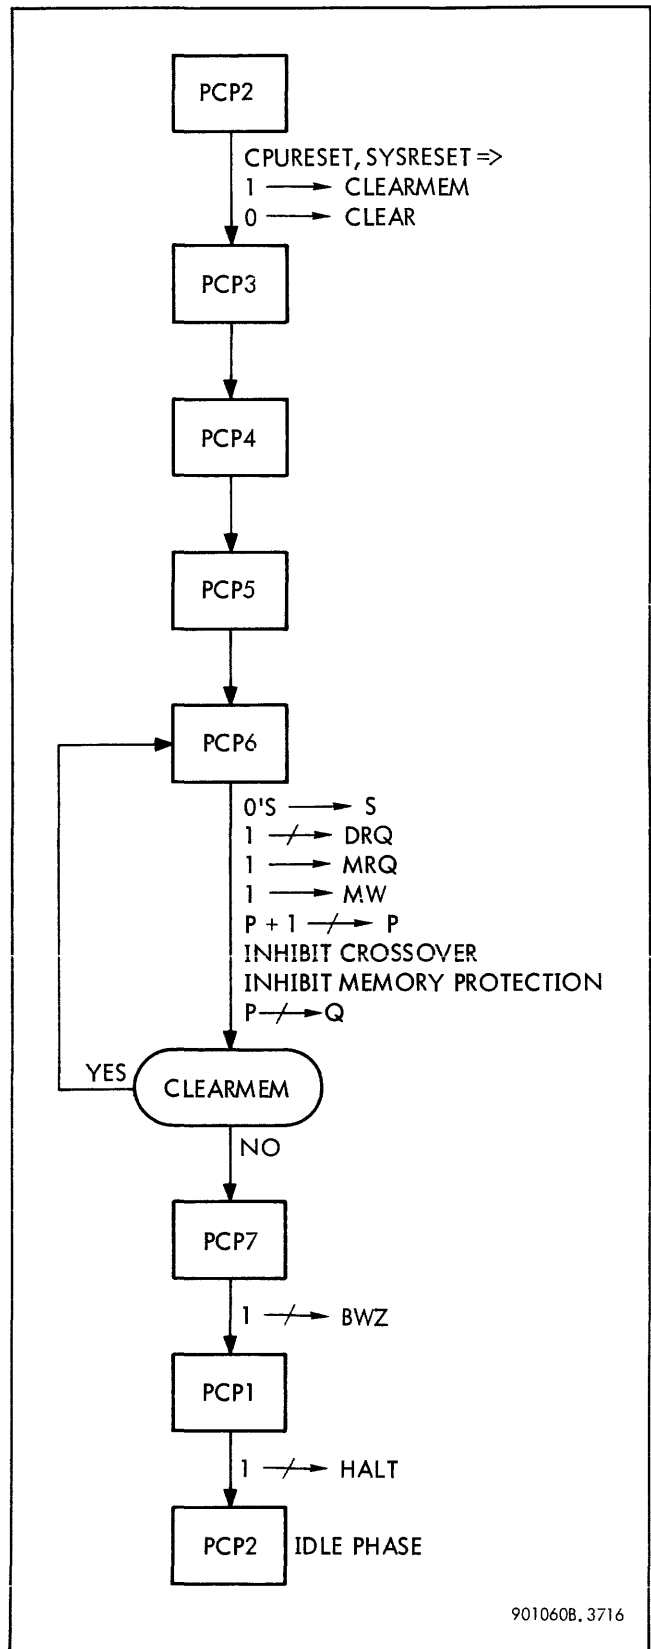 PCP2
CPURESET, SYSRESET =>
1 → CLEARMEM
0 → CLEAR
PCP3
PCP4
PCP5
PCP6
0'S → S
1 ↛ DRQ
1 → MRQ
1 → MW
P + 1 ↛ P
INHIBIT CROSSOVER
INHIBIT MEMORY PROTECTION
P ↛ Q
YES
CLEARMEM
NO
PCP7
1 ↛ BWZ
PCP1
1 ↛ HALT
PCP2 IDLE PHASE
901060B. 3716